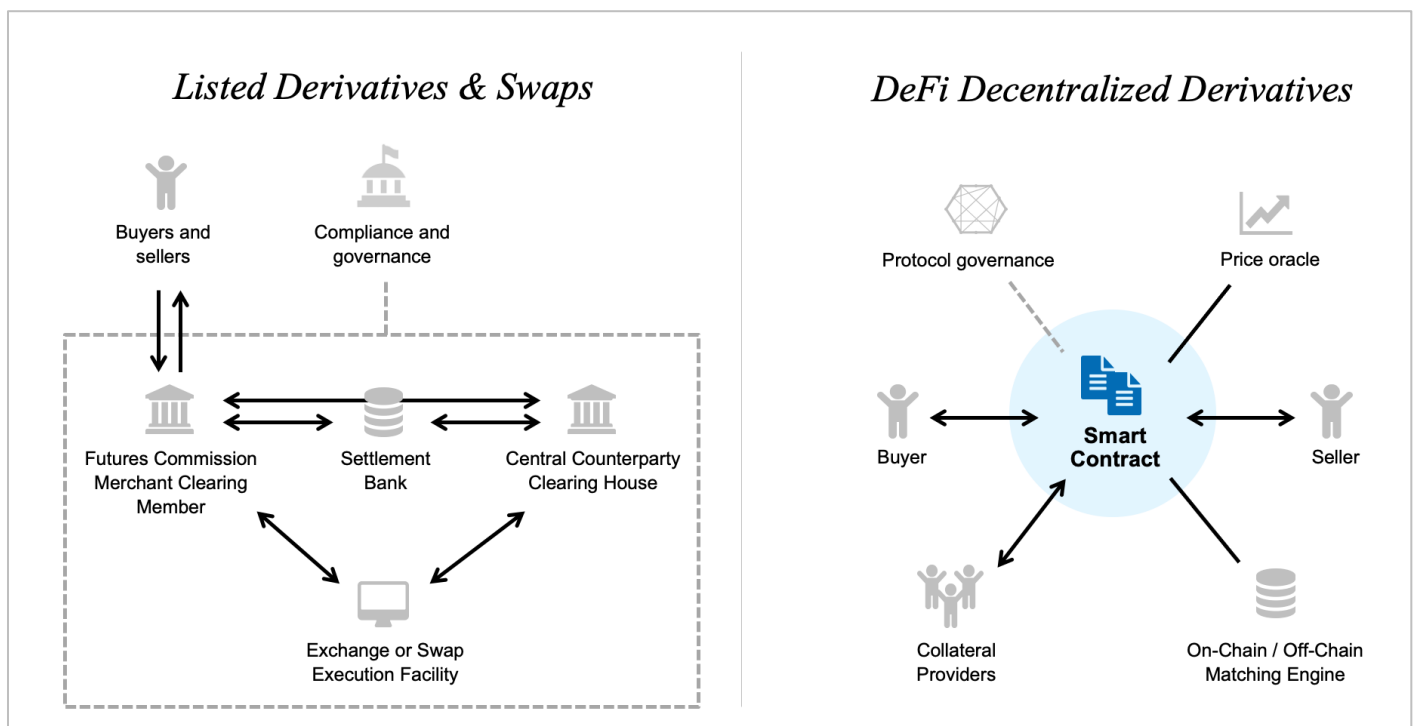 Listed Derivatives & Swaps
Buyers and
sellers
Compliance and
governance
Futures Commission
Merchant Clearing
Member
Settlement
Bank
Central Counterparty
Clearing House
Exchange or Swap
Execution Facility
DeFi Decentralized Derivatives
Protocol governance
Price oracle
Buyer
Smart
Contract
Seller
Collateral
Providers
On-Chain / Off-Chain
Matching Engine